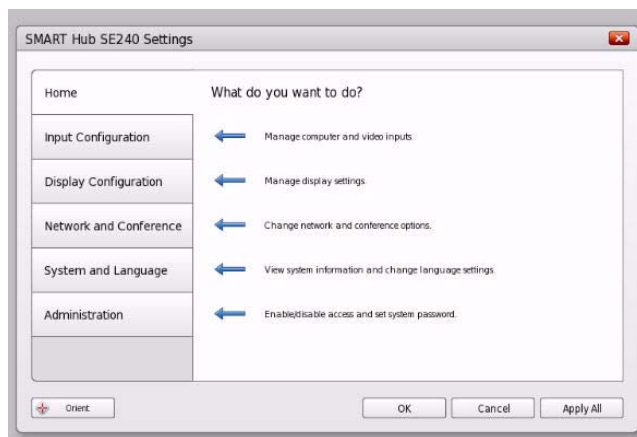 SMART Hub SE240 Settings
Home
What do you want to do?
Input Configuration
Manage computer and video inputs.
Display Configuration
Manage display settings.
Network and Conference
Change network and conference options.
System and Language
View system information and change language settings.
Administration
Enable/disable access and set system password.
Orient
OK
Cancel
Apply All